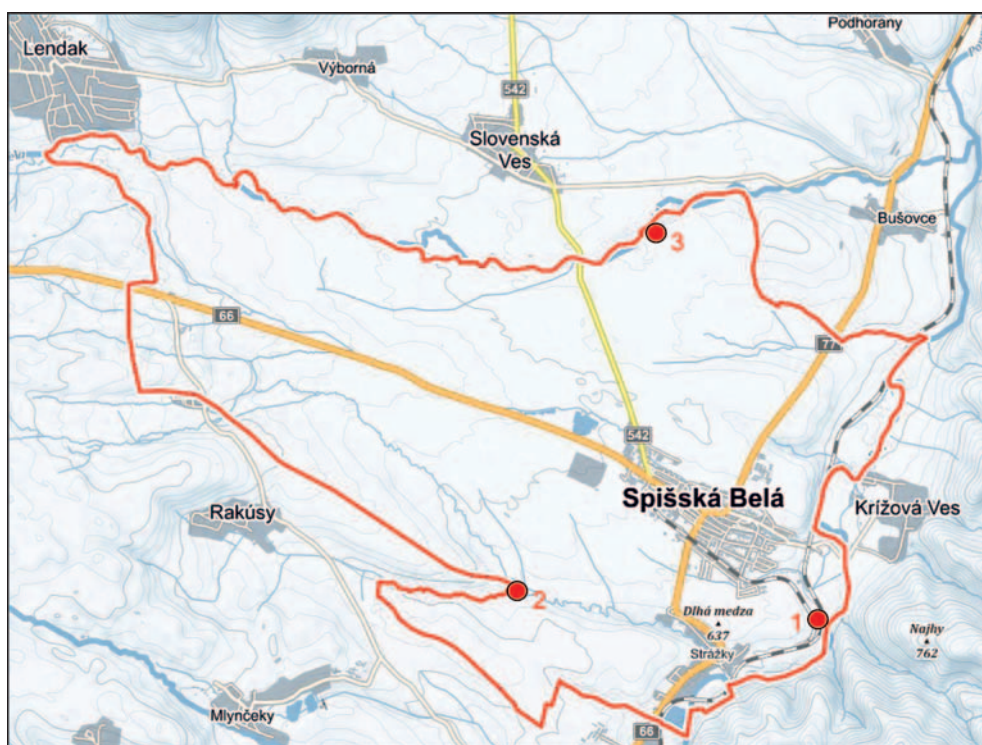 Lendak
Výborná
Podhorany
542
Slovenská
Ves
Bušovce
3
66
77
542
Spišská Belá
Krížová Ves
Rakúsy
2
1
Dlhá medza
637
Strážky
Najhy
762
Mlynčeky
66